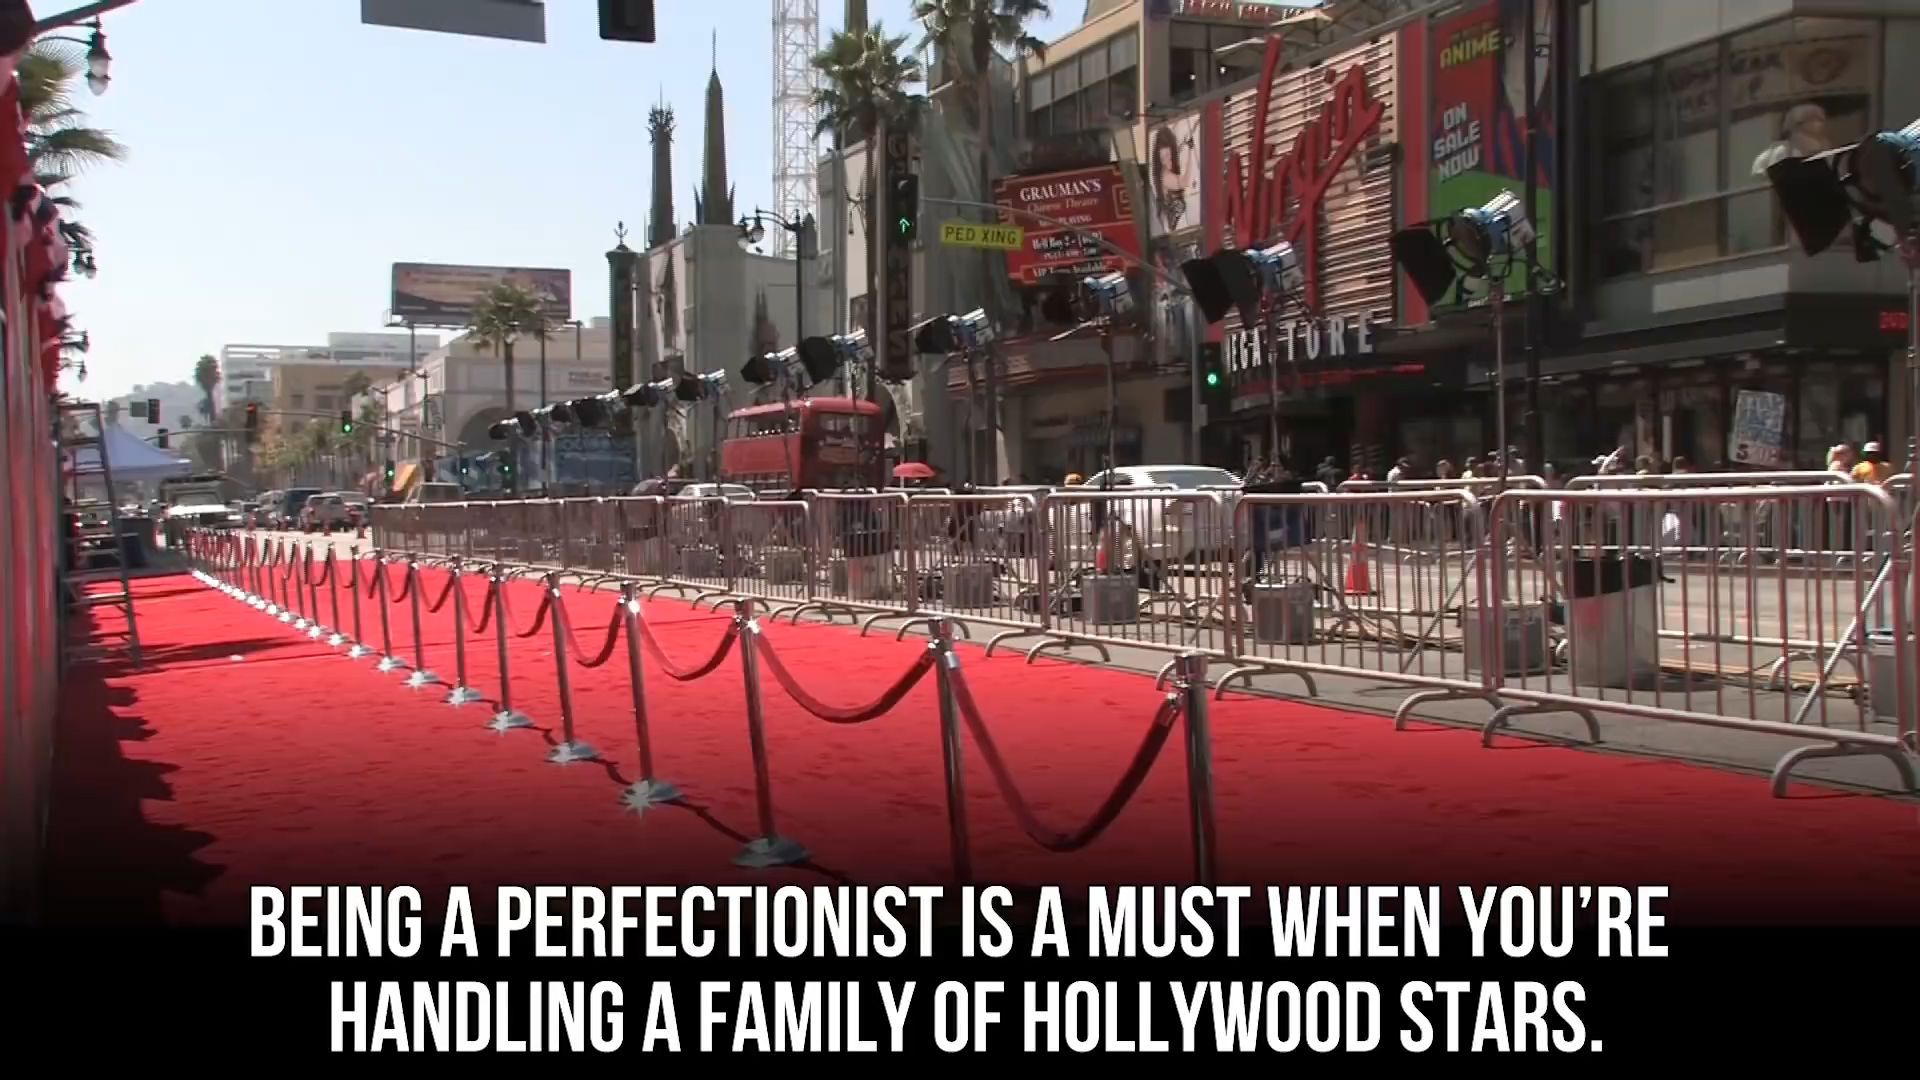 ANIME
ON
SALE
NOW
Virgin
GRAUMAN'S
Chinese Theatre
PED XING
BEING A PERFECTIONIST IS A MUST WHEN YOU’RE
HANDLING A FAMILY OF HOLLYWOOD STARS.